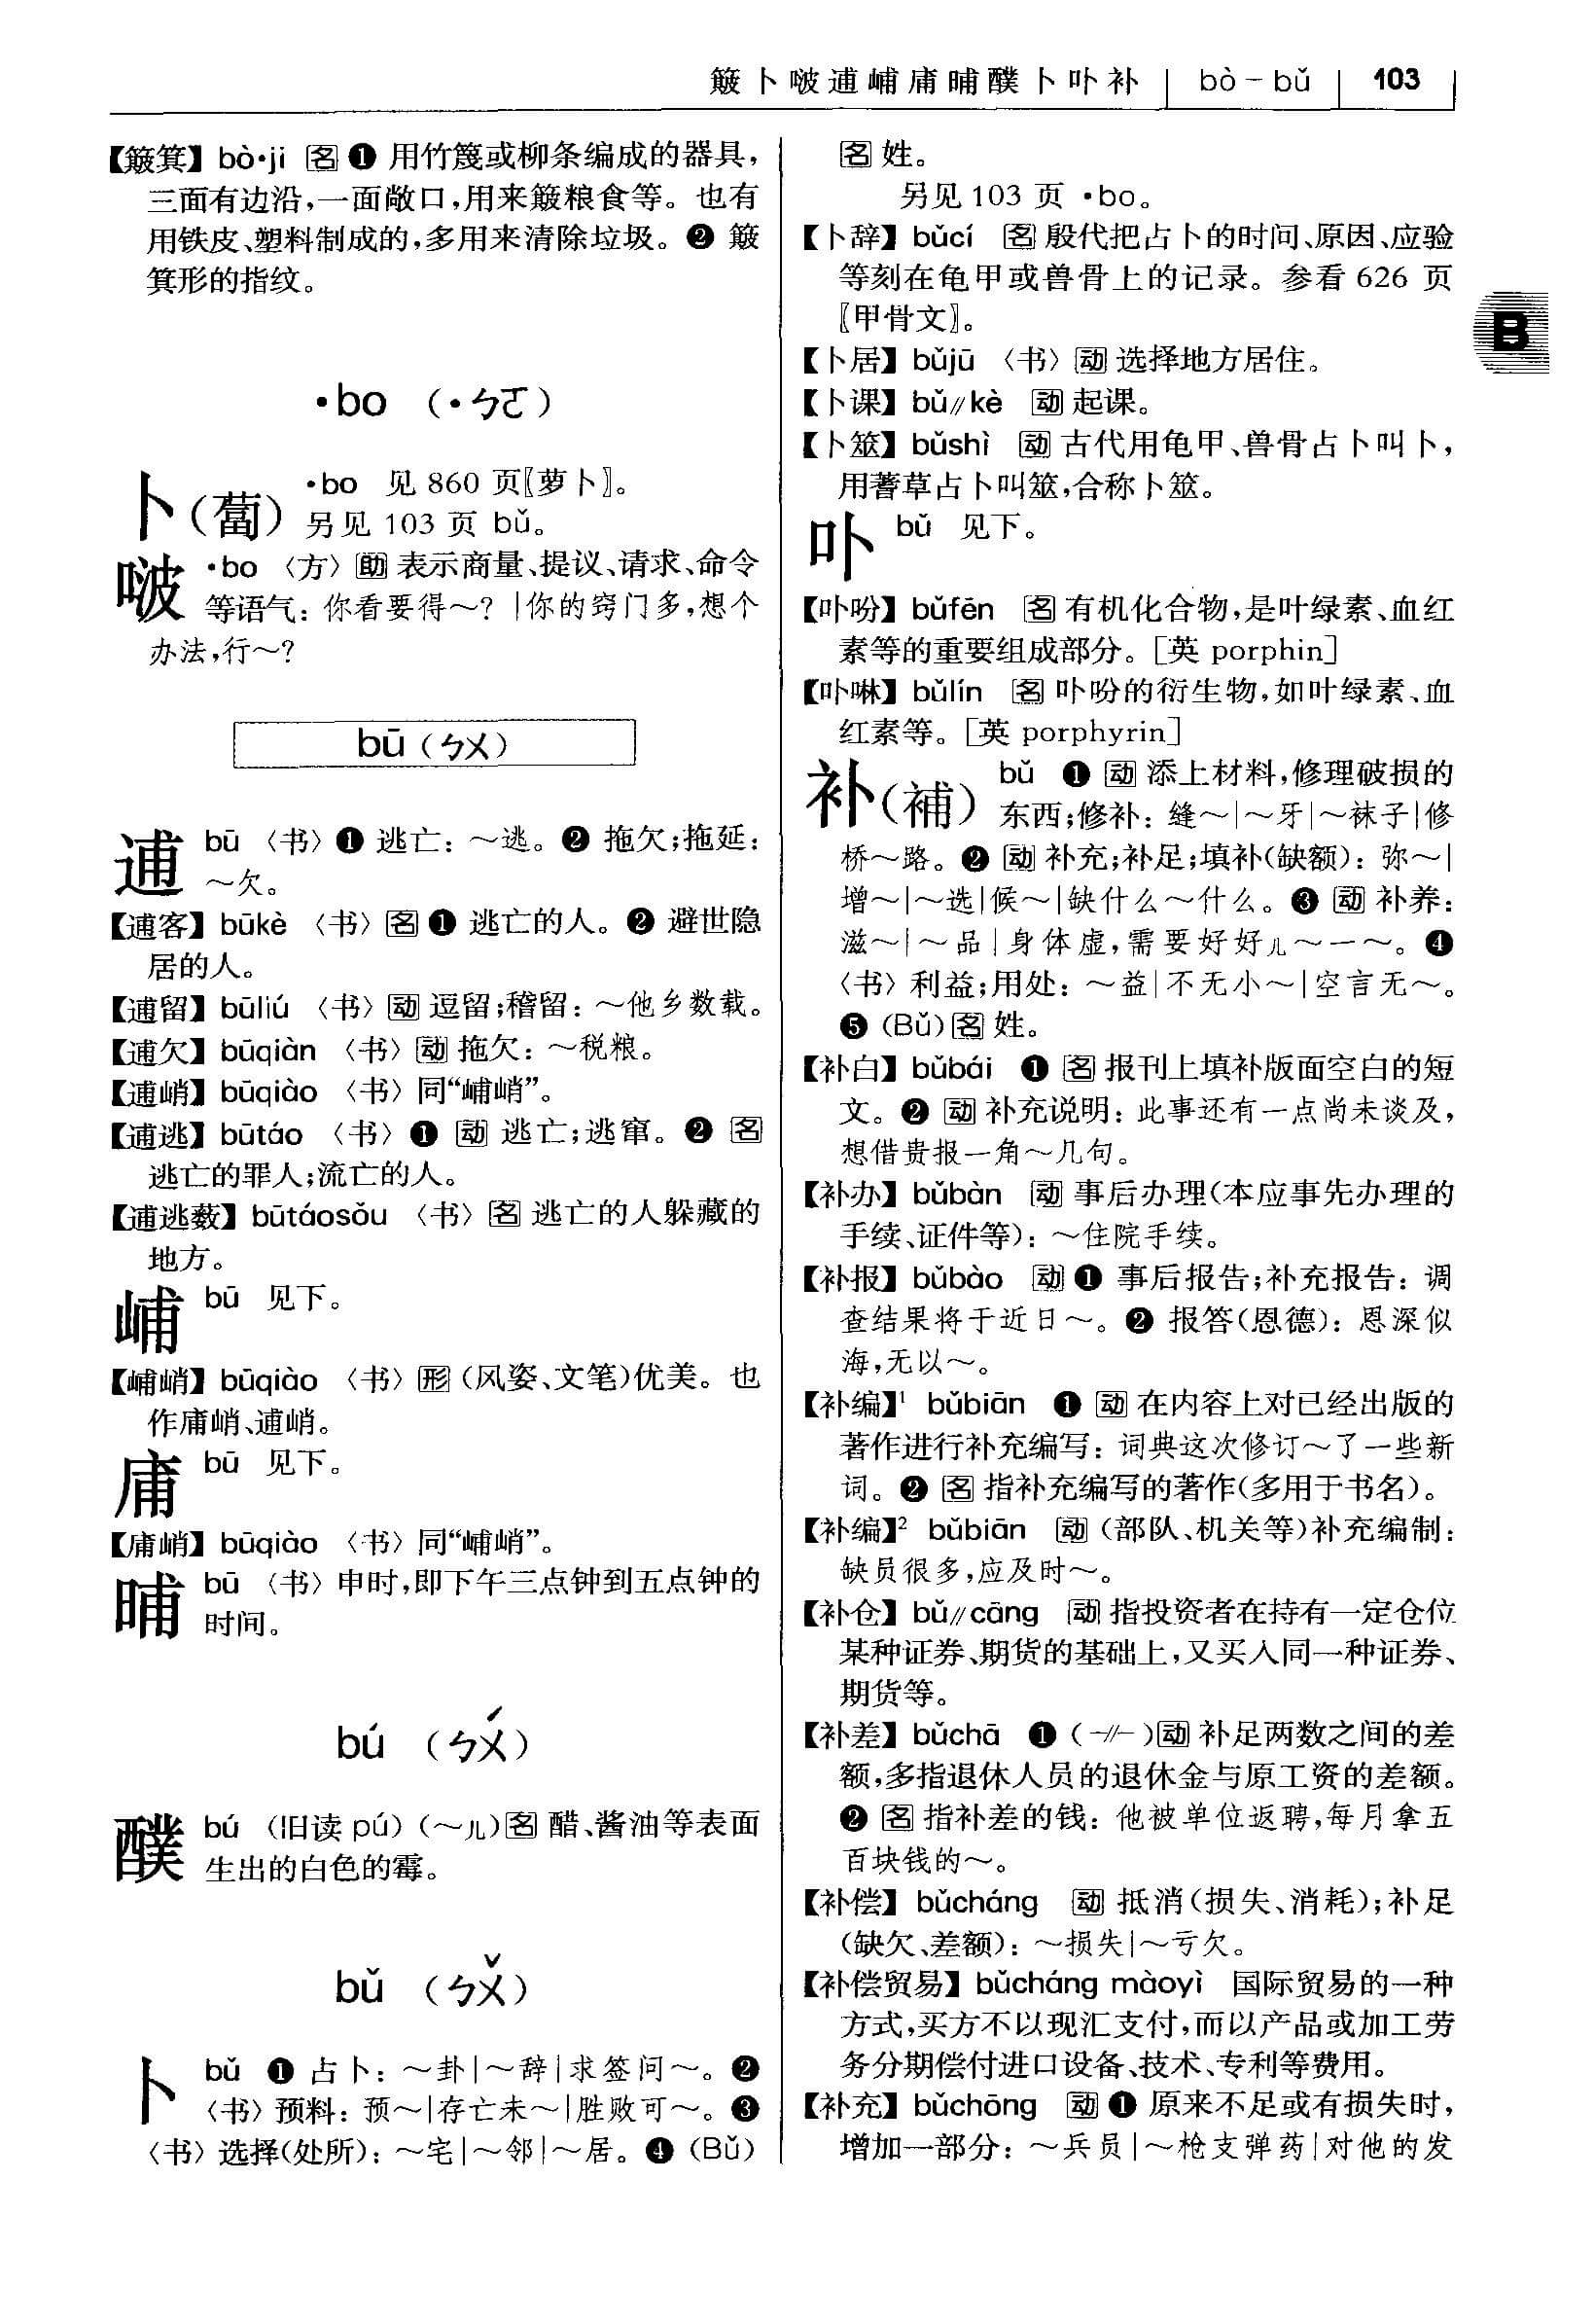 簸卜啵逋峬庯晡醭卜卟补 bò－bǔ 103
【簸箕】 bò·ji 名 ❶ 用竹篾或柳条编成的器具，
三面有边沿，一面敞口，用来簸粮食等。也有
用铁皮、塑料制成的，多用来清除垃圾。❷ 簸
箕形的指纹。
·bo （·ㄅㄛ）
卜（蔔） ·bo 见 860 页〖萝卜〗。
另见 103 页 bǔ。
啵 ·bo 〈方〉助 表示商量、提议、请求、命令
等语气：你看要得～？|你的窍门多，想个
办法，行～？
bū（ㄅㄨ）
逋 bū 〈书〉❶ 逃亡：～逃。❷ 拖欠；拖延：
～欠。
【逋客】 būkè 〈书〉名 ❶ 逃亡的人。❷ 避世隐
居的人。
【逋留】 būliú 〈书〉动 逗留；稽留：～他乡数载。
【逋欠】 būqiàn 〈书〉动 拖欠：～税粮。
【逋峭】 būqiào 〈书〉同“峬峭”。
【逋逃】 būtáo 〈书〉❶ 动 逃亡；逃窜。❷ 名
逃亡的罪人；流亡的人。
【逋逃薮】 būtáosǒu 〈书〉名 逃亡的人躲藏的
地方。
峬 bū 见下。
【峬峭】 būqiào 〈书〉形（风姿、文笔）优美。也
作庯峭、逋峭。
庯 bū 见下。
【庯峭】 būqiào 〈书〉同“峬峭”。
晡 bū 〈书〉申时，即下午三点钟到五点钟的
时间。
bú （ㄅㄨˊ）
醭 bú （旧读 pú）（～儿）名 醋、酱油等表面
生出的白色的霉。
bǔ （ㄅㄨˇ）
卜 bǔ ❶ 占卜：～卦|～辞|求签问～。❷
〈书〉预料：预～|存亡未～|胜败可～。❸
〈书〉选择（处所）：～宅|～邻|～居。❹（Bǔ）
名 姓。
另见 103 页 ·bo。
【卜辞】 bǔcí 名 殷代把占卜的时间、原因、应验
等刻在龟甲或兽骨上的记录。参看 626 页
〖甲骨文〗。
【卜居】 bǔjū 〈书〉动 选择地方居住。
【卜课】 bǔ∥kè 动 起课。
【卜筮】 bǔshì 动 古代用龟甲、兽骨占卜叫卜，
用蓍草占卜叫筮，合称卜筮。
卟 bǔ 见下。
【卟吩】 bǔfēn 名 有机化合物，是叶绿素、血红
素等的重要组成部分。[英 porphin]
【卟啉】 bǔlín 名 卟吩的衍生物，如叶绿素、血
红素等。[英 porphyrin]
补（補） bǔ ❶ 动 添上材料，修理破损的
东西；修补：缝～|～牙|～袜子|修
桥～路。❷ 动 补充；补足；填补（缺额）：弥～|
增～|～选|候～|缺什么～什么。❸ 动 补养：
滋～|～品|身体虚，需要好好儿～一～。❹
〈书〉利益；用处：～益|不无小～|空言无～。
❺（Bǔ）名 姓。
【补白】 bǔbái ❶ 名 报刊上填补版面空白的短
文。❷ 动 补充说明：此事还有一点尚未谈及，
想借贵报一角～几句。
【补办】 bǔbàn 动 事后办理（本应事先办理的
手续、证件等）：～住院手续。
【补报】 bǔbào 动 ❶ 事后报告；补充报告：调
查结果将于近日～。❷ 报答（恩德）：恩深似
海，无以～。
【补编】¹ bǔbiān ❶ 动 在内容上对已经出版的
著作进行补充编写：词典这次修订～了一些新
词。❷ 名 指补充编写的著作（多用于书名）。
【补编】² bǔbiān 动（部队、机关等）补充编制：
缺员很多，应及时～。
【补仓】 bǔ∥cāng 动 指投资者在持有一定仓位
某种证券、期货的基础上，又买入同一种证券、
期货等。
【补差】 bǔchā ❶（－∥－）动 补足两数之间的差
额，多指退休人员的退休金与原工资的差额。
❷ 名 指补差的钱：他被单位返聘，每月拿五
百块钱的～。
【补偿】 bǔcháng 动 抵消（损失、消耗）；补足
（缺欠、差额）：～损失|～亏欠。
【补偿贸易】 bǔcháng màoyì 国际贸易的一种
方式，买方不以现汇支付，而以产品或加工劳
务分期偿付进口设备、技术、专利等费用。
【补充】 bǔchōng 动 ❶ 原来不足或有损失时，
增加一部分：～兵员|～枪支弹药|对他的发
B